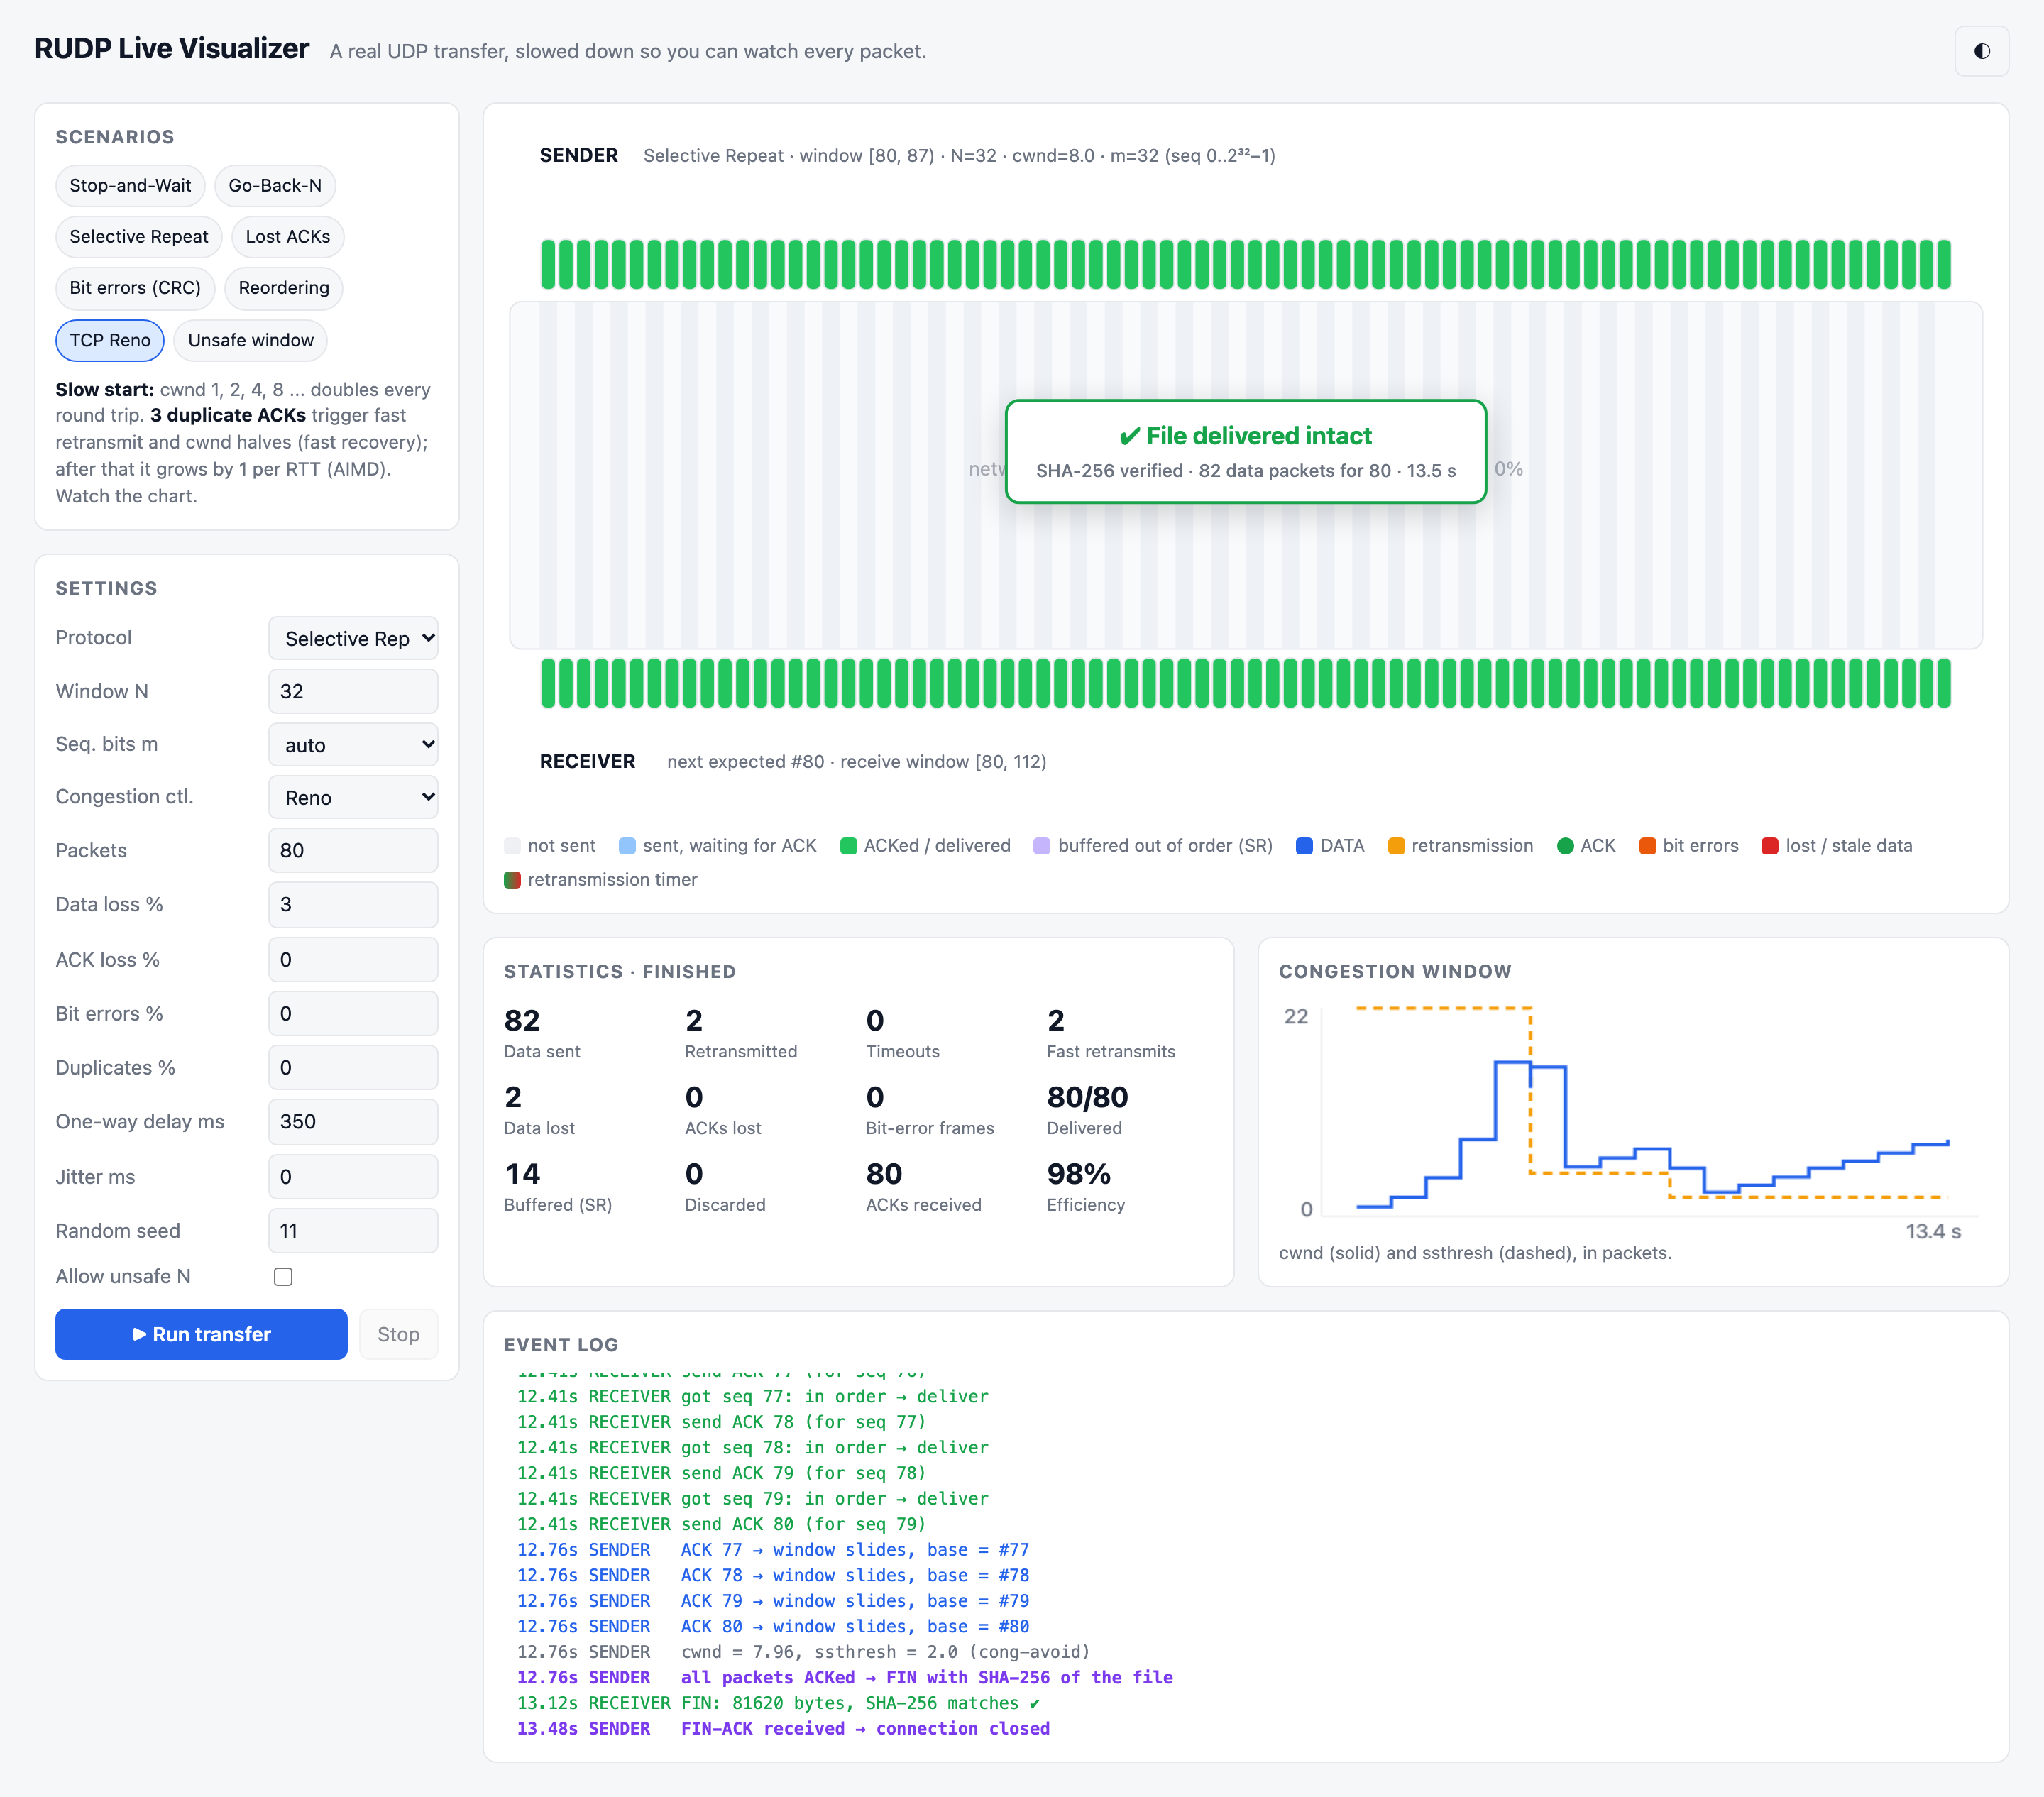 RUDP Live Visualizer A real UDP transfer, slowed down so you can watch every packet.
SCENARIOS
Stop-and-Wait Go-Back-N
Selective Repeat Lost ACKs
Bit errors (CRC) Reordering
TCP Reno Unsafe window
Slow start: cwnd 1, 2, 4, 8 ... doubles every
round trip. 3 duplicate ACKs trigger fast
retransmit and cwnd halves (fast recovery);
after that it grows by 1 per RTT (AIMD).
Watch the chart.
SETTINGS
Protocol Selective Rep
Window N 32
Seq. bits m auto
Congestion ctl. Reno
Packets 80
Data loss % 3
ACK loss % 0
Bit errors % 0
Duplicates % 0
One-way delay ms 350
Jitter ms 0
Random seed 11
Allow unsafe N
▶ Run transfer Stop
SENDER Selective Repeat · window [80, 87) · N=32 · cwnd=8.0 · m=32 (seq 0..2³²−1)
✔ File delivered intact
SHA-256 verified · 82 data packets for 80 · 13.5 s
netw 0%
RECEIVER next expected #80 · receive window [80, 112)
not sent sent, waiting for ACK ACKed / delivered buffered out of order (SR) DATA retransmission ACK bit errors lost / stale data
retransmission timer
STATISTICS · FINISHED
82 2 0 2
Data sent Retransmitted Timeouts Fast retransmits
2 0 0 80/80
Data lost ACKs lost Bit-error frames Delivered
14 0 80 98%
Buffered (SR) Discarded ACKs received Efficiency
CONGESTION WINDOW
22
0
13.4 s
cwnd (solid) and ssthresh (dashed), in packets.
EVENT LOG
12.41s RECEIVER send ACK 77 (for seq 76)
12.41s RECEIVER got seq 77: in order → deliver
12.41s RECEIVER send ACK 78 (for seq 77)
12.41s RECEIVER got seq 78: in order → deliver
12.41s RECEIVER send ACK 79 (for seq 78)
12.41s RECEIVER got seq 79: in order → deliver
12.41s RECEIVER send ACK 80 (for seq 79)
12.76s SENDER ACK 77 → window slides, base = #77
12.76s SENDER ACK 78 → window slides, base = #78
12.76s SENDER ACK 79 → window slides, base = #79
12.76s SENDER ACK 80 → window slides, base = #80
12.76s SENDER cwnd = 7.96, ssthresh = 2.0 (cong-avoid)
12.76s SENDER all packets ACKed → FIN with SHA-256 of the file
13.12s RECEIVER FIN: 81620 bytes, SHA-256 matches ✔
13.48s SENDER FIN-ACK received → connection closed